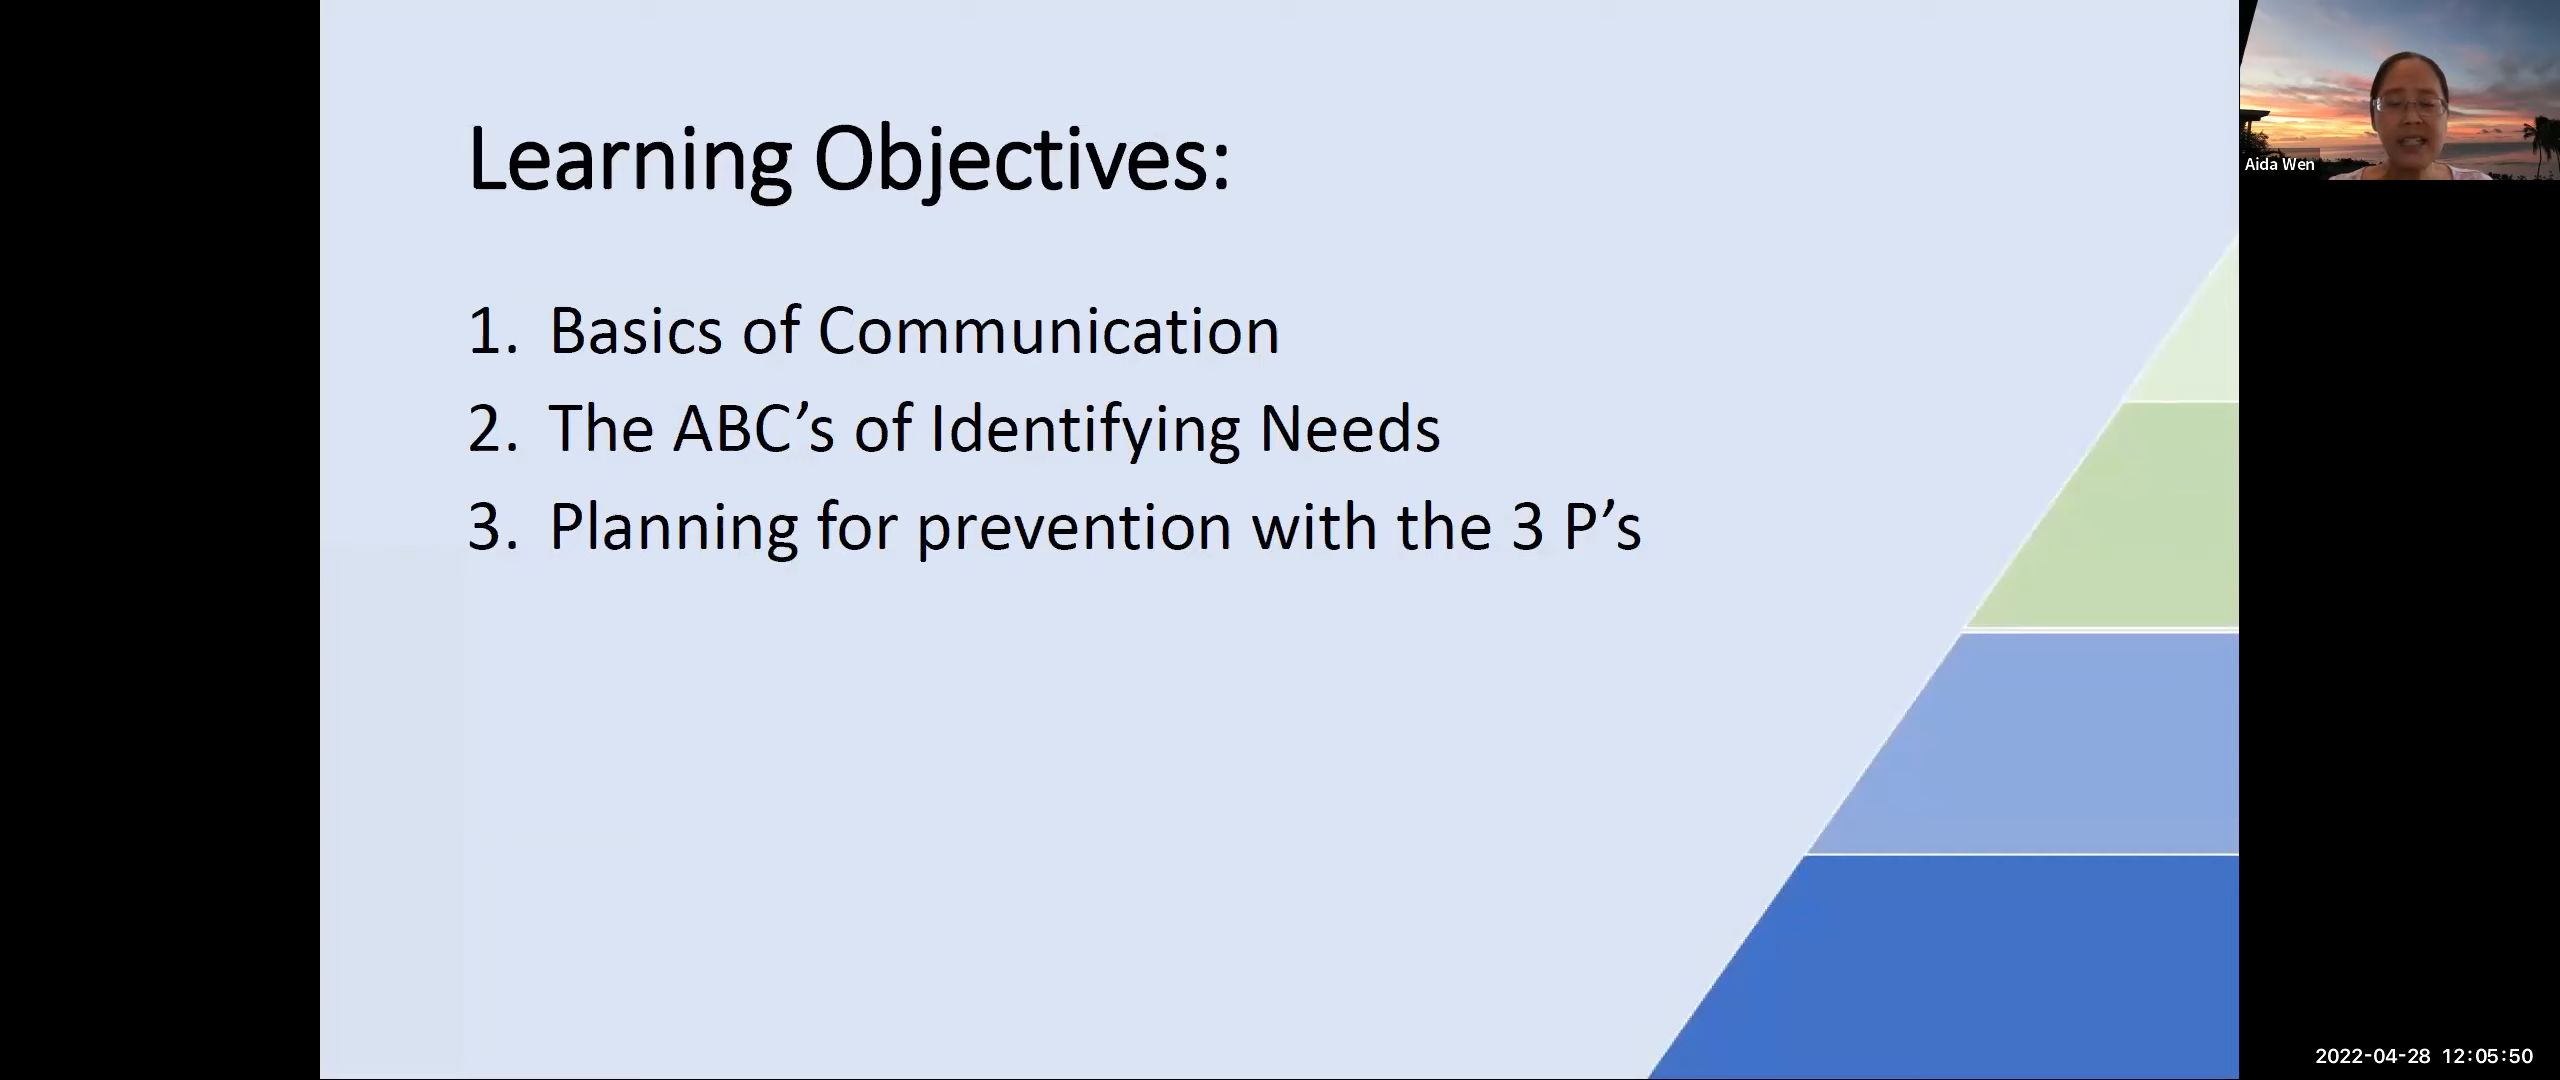 Learning Objectives:
1. Basics of Communication
2. The ABC’s of Identifying Needs
3. Planning for prevention with the 3 P’s
Aida Wen
2022-04-28 12:05:50